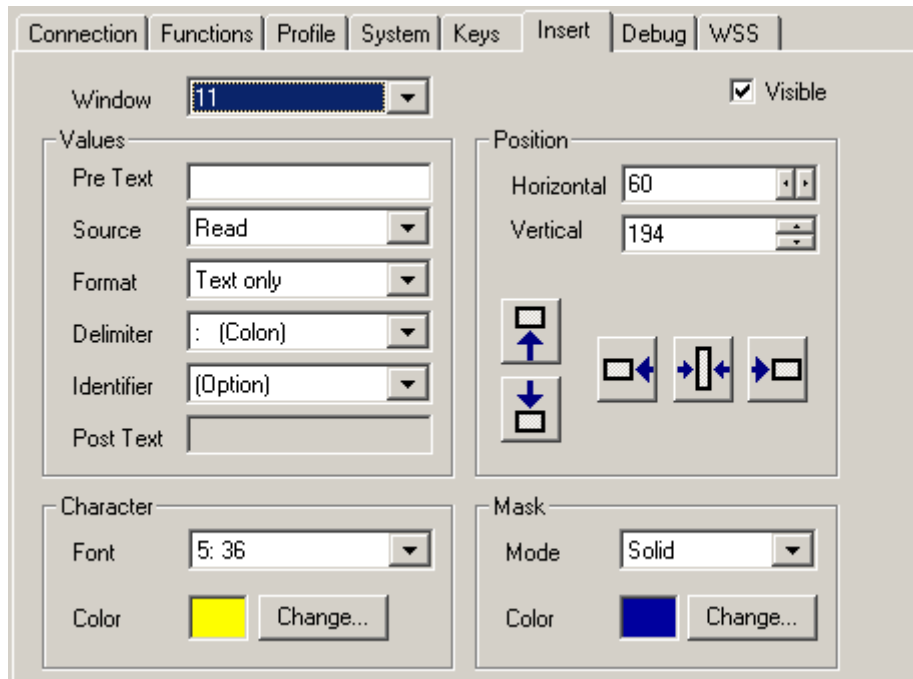 Connection Functions Profile System Keys Insert Debug WSS
Window 11 Visible
Values
Pre Text
Source Read
Format Text only
Delimiter : (Colon)
Identifier (Option)
Post Text
Position
Horizontal 60
Vertical 194
Character
Font 5: 36
Color Change...
Mask
Mode Solid
Color Change...